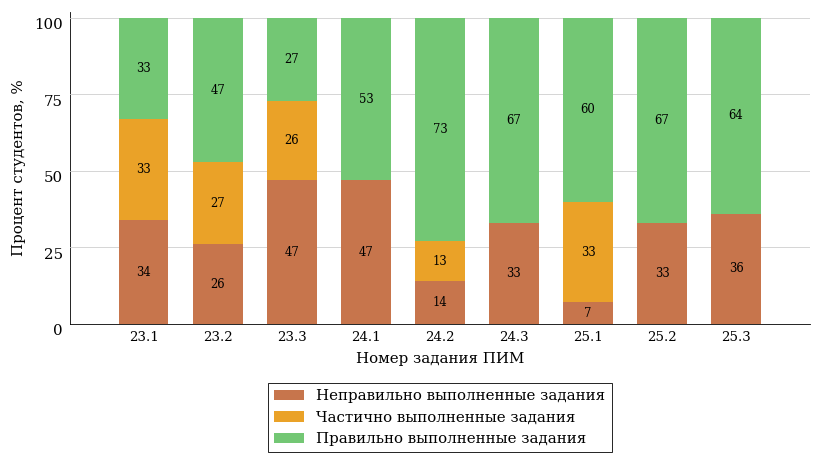 Процент студентов, %
100
75
50
25
0
33 47 27 53 73 67 60 67 64
33 27 26 13 33
34 26 47 47 14 33 7 33 36
23.1 23.2 23.3 24.1 24.2 24.3 25.1 25.2 25.3
Номер задания ПИМ
Неправильно выполненные задания
Частично выполненные задания
Правильно выполненные задания